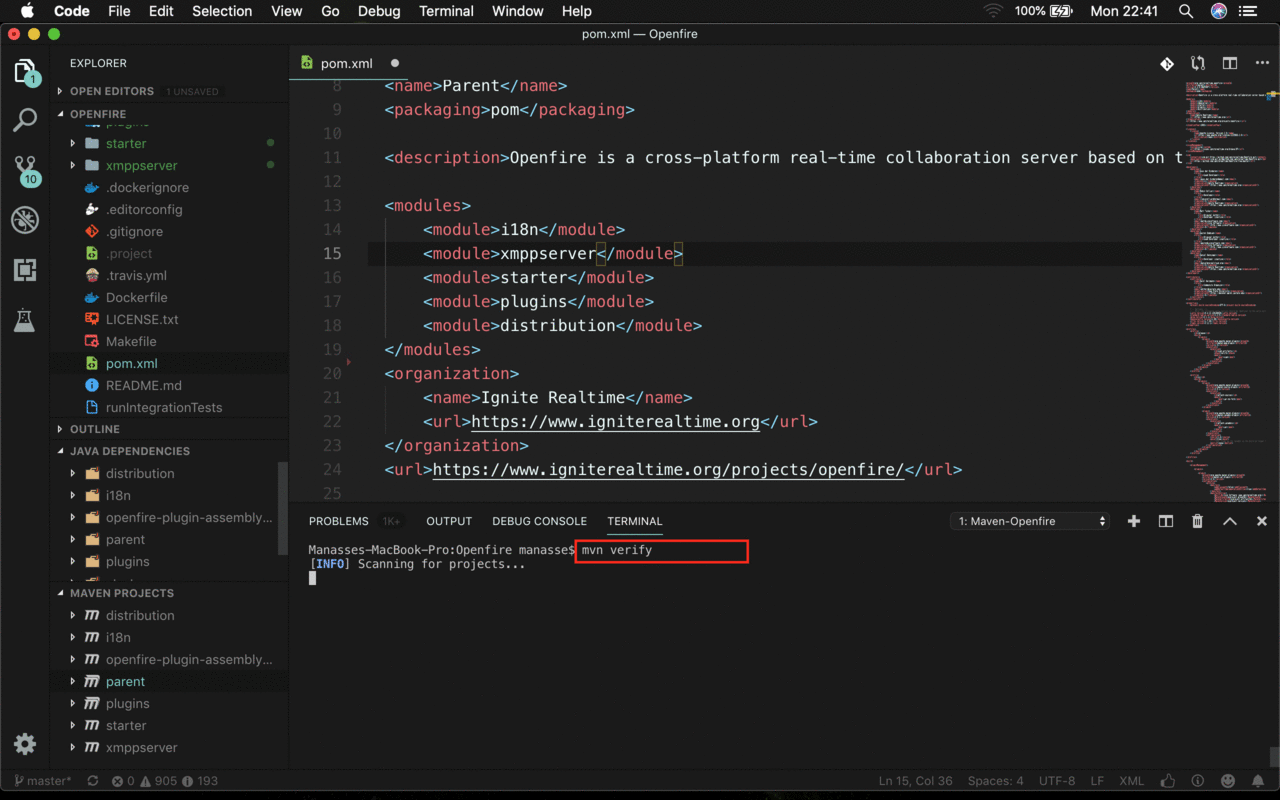 Code File Edit Selection View Go Debug Terminal Window Help 100% Mon 22:41
pom.xml — Openfire
EXPLORER
OPEN EDITORS 1 UNSAVED
OPENFIRE
plugins
starter
xmppserver
.dockerignore
.editorconfig
.gitignore
.project
.travis.yml
Dockerfile
LICENSE.txt
Makefile
pom.xml
README.md
runIntegrationTests
OUTLINE
JAVA DEPENDENCIES
distribution
i18n
openfire-plugin-assembly...
parent
plugins
MAVEN PROJECTS
distribution
i18n
openfire-plugin-assembly...
parent
plugins
starter
xmppserver
1
10
pom.xml
8 <name>Parent</name>
9 <packaging>pom</packaging>
10
11 <description>Openfire is a cross-platform real-time collaboration server based on t
12
13 <modules>
14 <module>i18n</module>
15 <module>xmppserver</module>
16 <module>starter</module>
17 <module>plugins</module>
18 <module>distribution</module>
19 </modules>
20 <organization>
21 <name>Ignite Realtime</name>
22 <url>https://www.igniterealtime.org</url>
23 </organization>
24 <url>https://www.igniterealtime.org/projects/openfire/</url>
25
PROBLEMS 1K+ OUTPUT DEBUG CONSOLE TERMINAL 1: Maven-Openfire
Manasses-MacBook-Pro:Openfire manasse$ mvn verify
[INFO] Scanning for projects...
master* 0 905 193 Ln 15, Col 36 Spaces: 4 UTF-8 LF XML